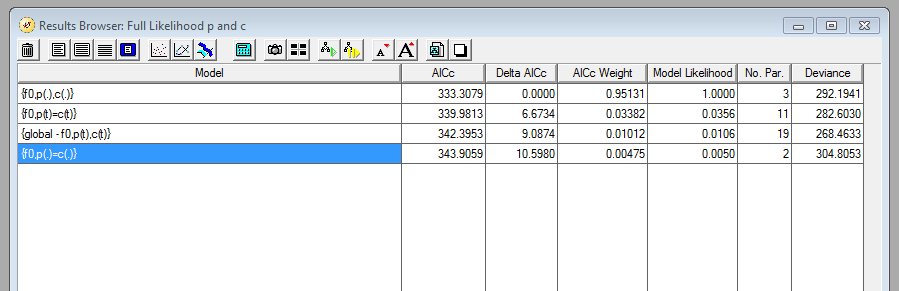 Results Browser: Full Likelihood p and c
Model AICc Delta AICc AICc Weight Model Likelihood No. Par. Deviance
{f0,p(.),c(.)} 333.3079 0.0000 0.95131 1.0000 3 292.1941
{f0,p(t)=c(t)} 339.9813 6.6734 0.03382 0.0356 11 282.6030
{global - f0,p(t),c(t)} 342.3953 9.0874 0.01012 0.0106 19 268.4633
{f0,p(.)=c(.)} 343.9059 10.5980 0.00475 0.0050 2 304.8053